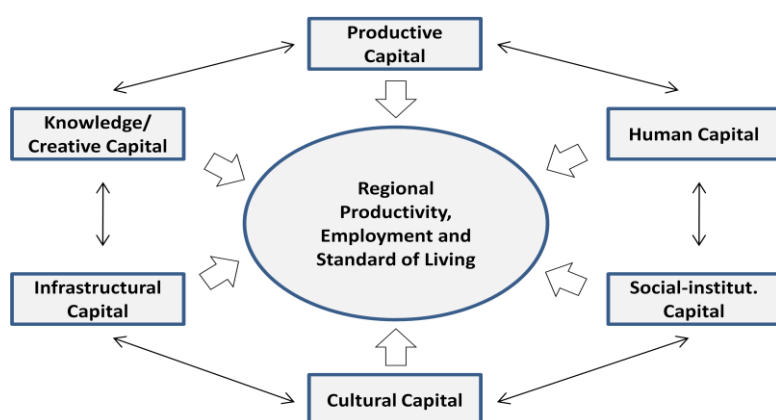 Productive
Capital
Knowledge/
Creative Capital
Human Capital
Regional
Productivity,
Employment and
Standard of Living
Infrastructural
Capital
Social-institut.
Capital
Cultural Capital